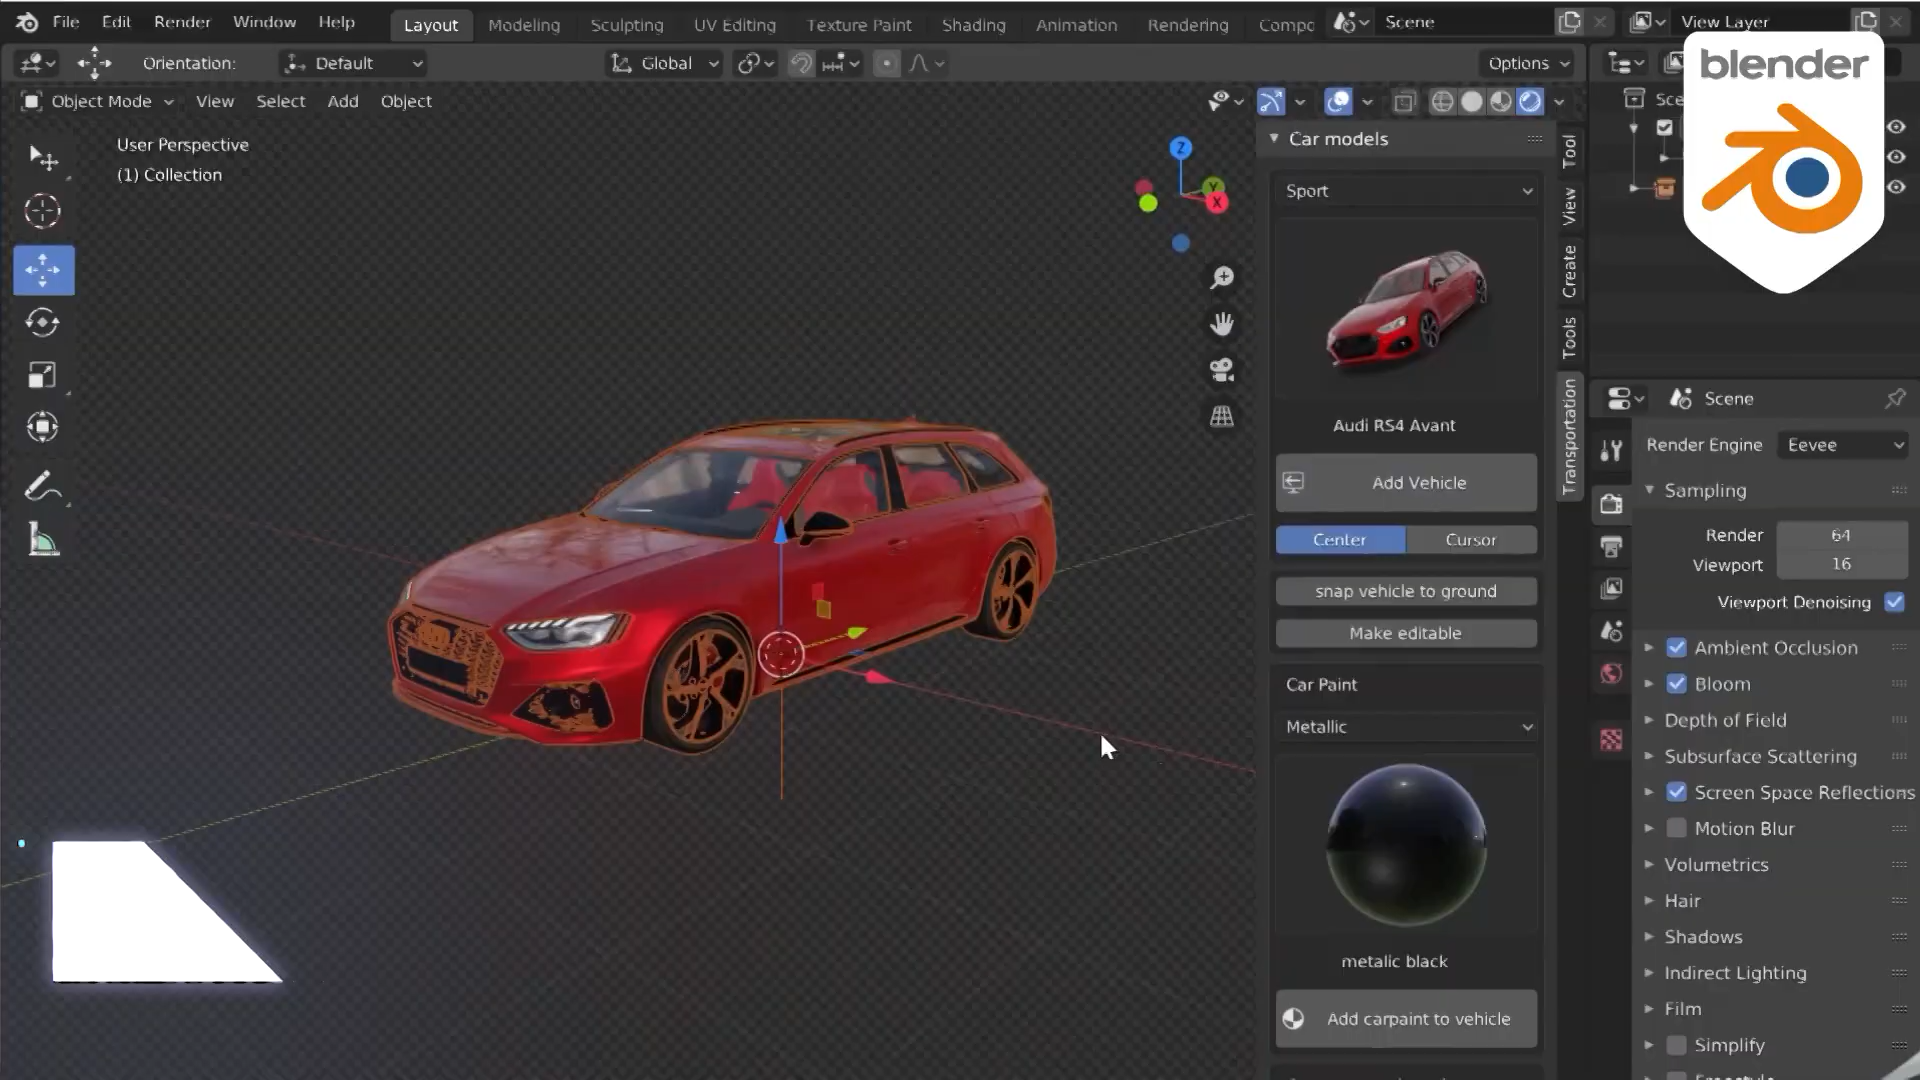 File Edit Render Window Help
Layout Modeling Sculpting UV Editing Texture Paint Shading Animation Rendering Compo
Scene
View Layer
Orientation: Default
Global
Options
blender
Object Mode View Select Add Object
User Perspective
(1) Collection
Z
Y
X
Car models
Sport
Audi RS4 Avant
Add Vehicle
Center Cursor
snap vehicle to ground
Make editable
Car Paint
Metallic
metalic black
Add carpaint to vehicle
Tool
View
Create
Tools
Transportation
Sce
Scene
Render Engine Eevee
Sampling
Render 64
Viewport 16
Viewport Denoising
Ambient Occlusion
Bloom
Depth of Field
Subsurface Scattering
Screen Space Reflections
Motion Blur
Volumetrics
Hair
Shadows
Indirect Lighting
Film
Simplify